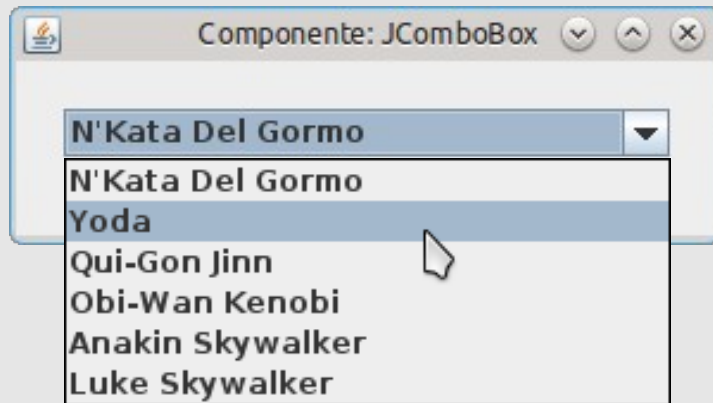 Componente: JComboBox
N'Kata Del Gormo
N'Kata Del Gormo
Yoda
Qui-Gon Jinn
Obi-Wan Kenobi
Anakin Skywalker
Luke Skywalker